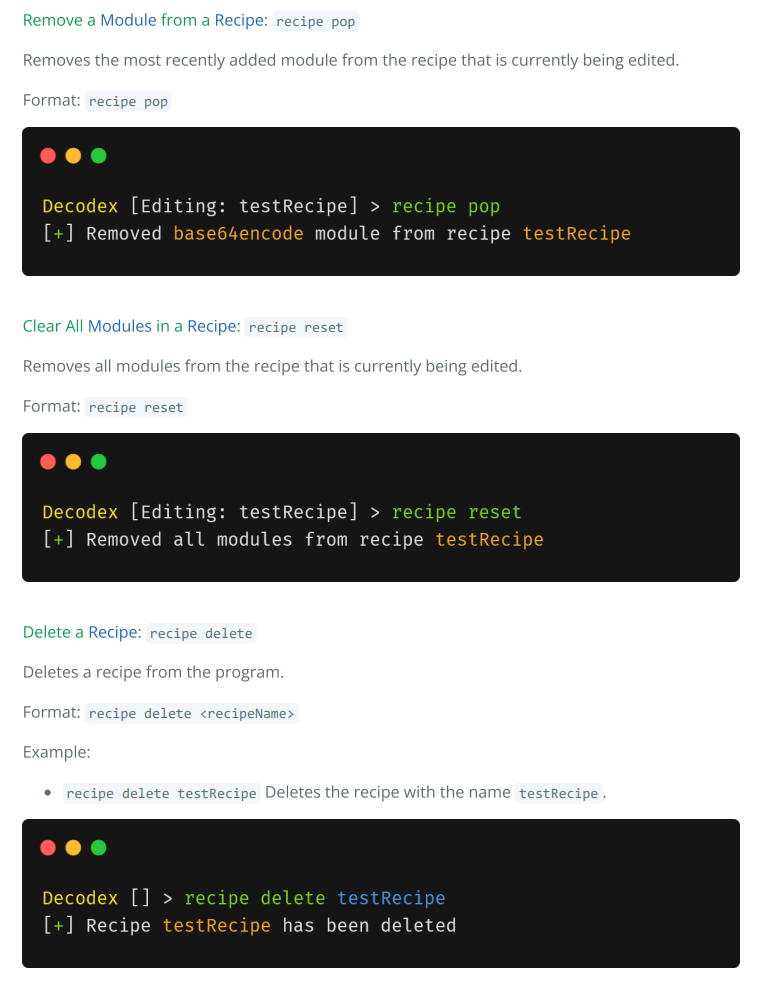 Remove a Module from a Recipe: recipe pop
Removes the most recently added module from the recipe that is currently being edited.
Format: recipe pop
Decodex [Editing: testRecipe] > recipe pop
[+] Removed base64encode module from recipe testRecipe
Clear All Modules in a Recipe: recipe reset
Removes all modules from the recipe that is currently being edited.
Format: recipe reset
Decodex [Editing: testRecipe] > recipe reset
[+] Removed all modules from recipe testRecipe
Delete a Recipe: recipe delete
Deletes a recipe from the program.
Format: recipe delete <recipeName>
Example:
• recipe delete testRecipe Deletes the recipe with the name testRecipe.
Decodex [] > recipe delete testRecipe
[+] Recipe testRecipe has been deleted